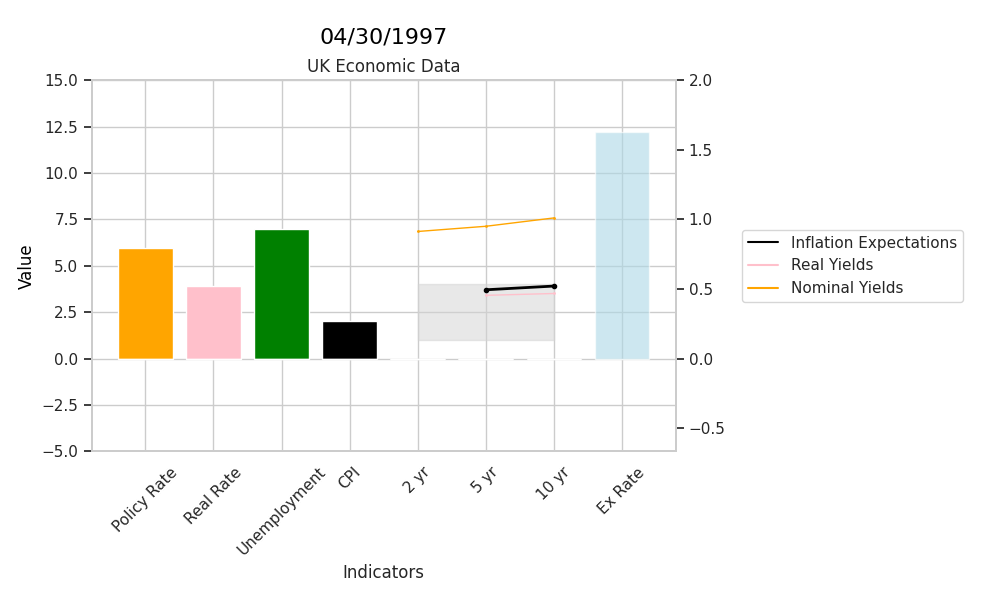 04/30/1997
UK Economic Data
15.0
12.5
10.0
7.5
5.0
2.5
0.0
−2.5
−5.0
Value
2.0
1.5
1.0
0.5
0.0
−0.5
Inflation Expectations
Real Yields
Nominal Yields
Policy Rate
Real Rate
Unemployment
CPI
2 yr
5 yr
10 yr
Ex Rate
Indicators